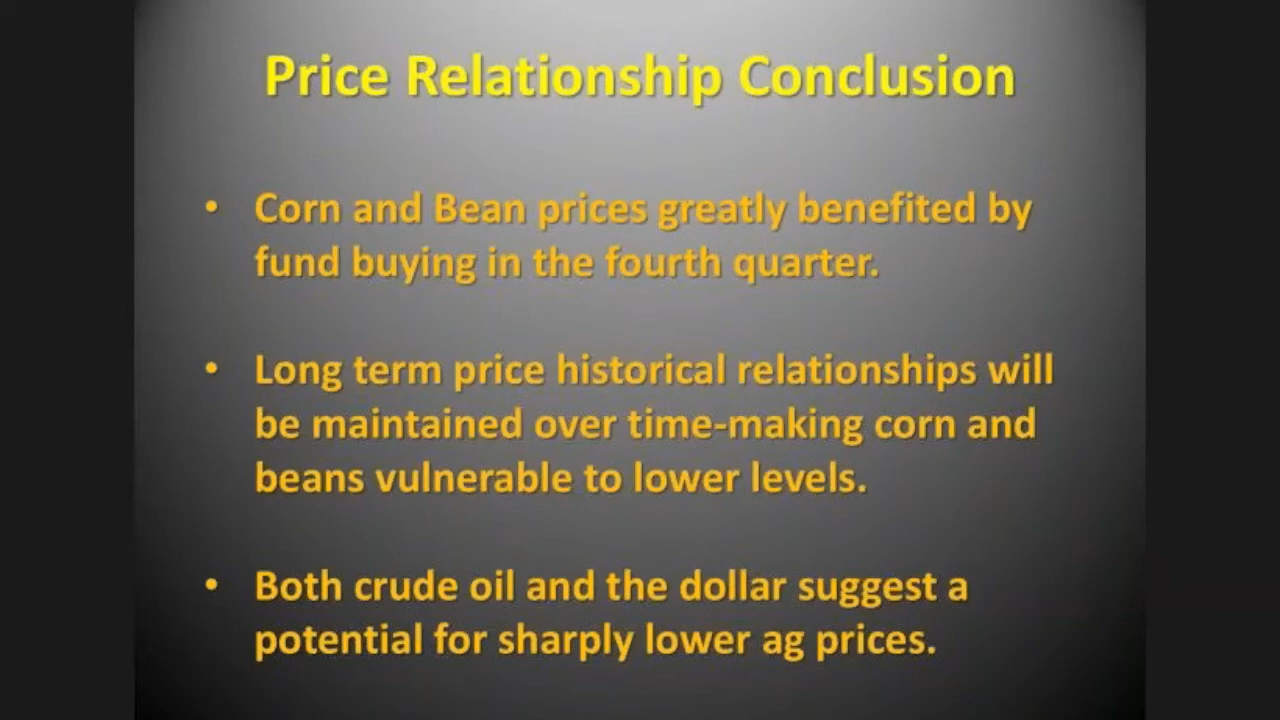 Price Relationship Conclusion
• Corn and Bean prices greatly benefited by
fund buying in the fourth quarter.
• Long term price historical relationships will
be maintained over time-making corn and
beans vulnerable to lower levels.
• Both crude oil and the dollar suggest a
potential for sharply lower ag prices.